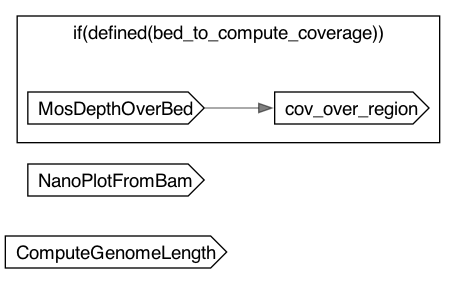 if(defined(bed_to_compute_coverage))
MosDepthOverBed
cov_over_region
NanoPlotFromBam
ComputeGenomeLength